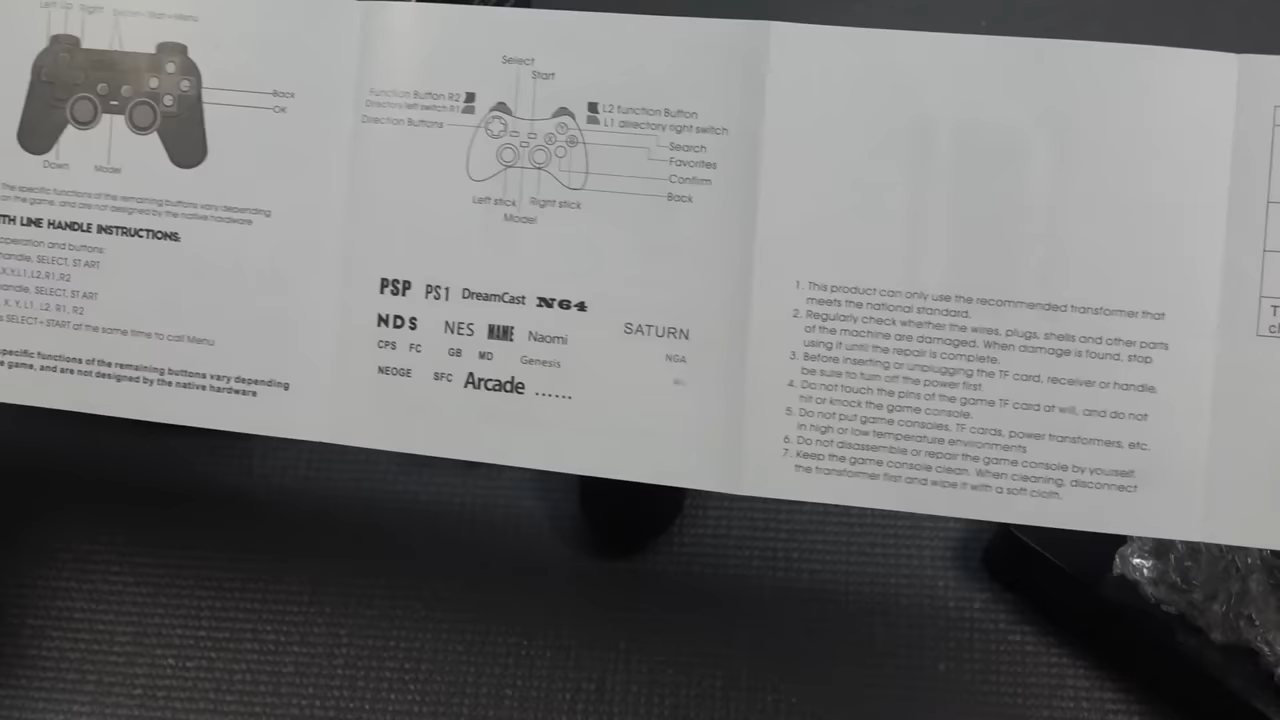 Left Up Right
Back
OK
Down
Model
The specific functions of the remaining buttons vary depending
on the game, and are not designed by the native hardware
TH LINE HANDLE INSTRUCTIONS:
operation and buttons:
handle, SELECT, ST ART
X,Y,L1,L2,R1,R2
handle, SELECT, ST ART
X, Y, L1, L2, R1, R2
s SELECT+START at the same time to call Menu
pecific functions of the remaining buttons vary depending
e game, and are not designed by the native hardware
Select
Start
Function Button R2
Directory left switch R1
Direction Buttons
L2 function Button
L1 directory right switch
Search
Favorites
Confirm
Back
Left stick
Right stick
Model
Y
X
PSP PS1 DreamCast N64
NDS NES MAME Naomi SATURN
CPS FC GB MD Genesis NGA
NEOGE SFC Arcade ......
1. This product can only use the recommended transformer that
meets the national standard.
2. Regularly check whether the wires, plugs, shells and other parts
of the machine are damaged. When damage is found, stop
using it until the repair is complete.
3. Before inserting or unplugging the TF card, receiver or handle,
be sure to turn off the power first.
4. Do not touch the pins of the game TF card at will, and do not
hit or knock the game console.
5. Do not put game consoles, TF cards, power transformers, etc.
in high or low temperature environments
6. Do not disassemble or repair the game console by yourself.
7. Keep the game console clean. When cleaning, disconnect
the transformer first and wipe it with a soft cloth.